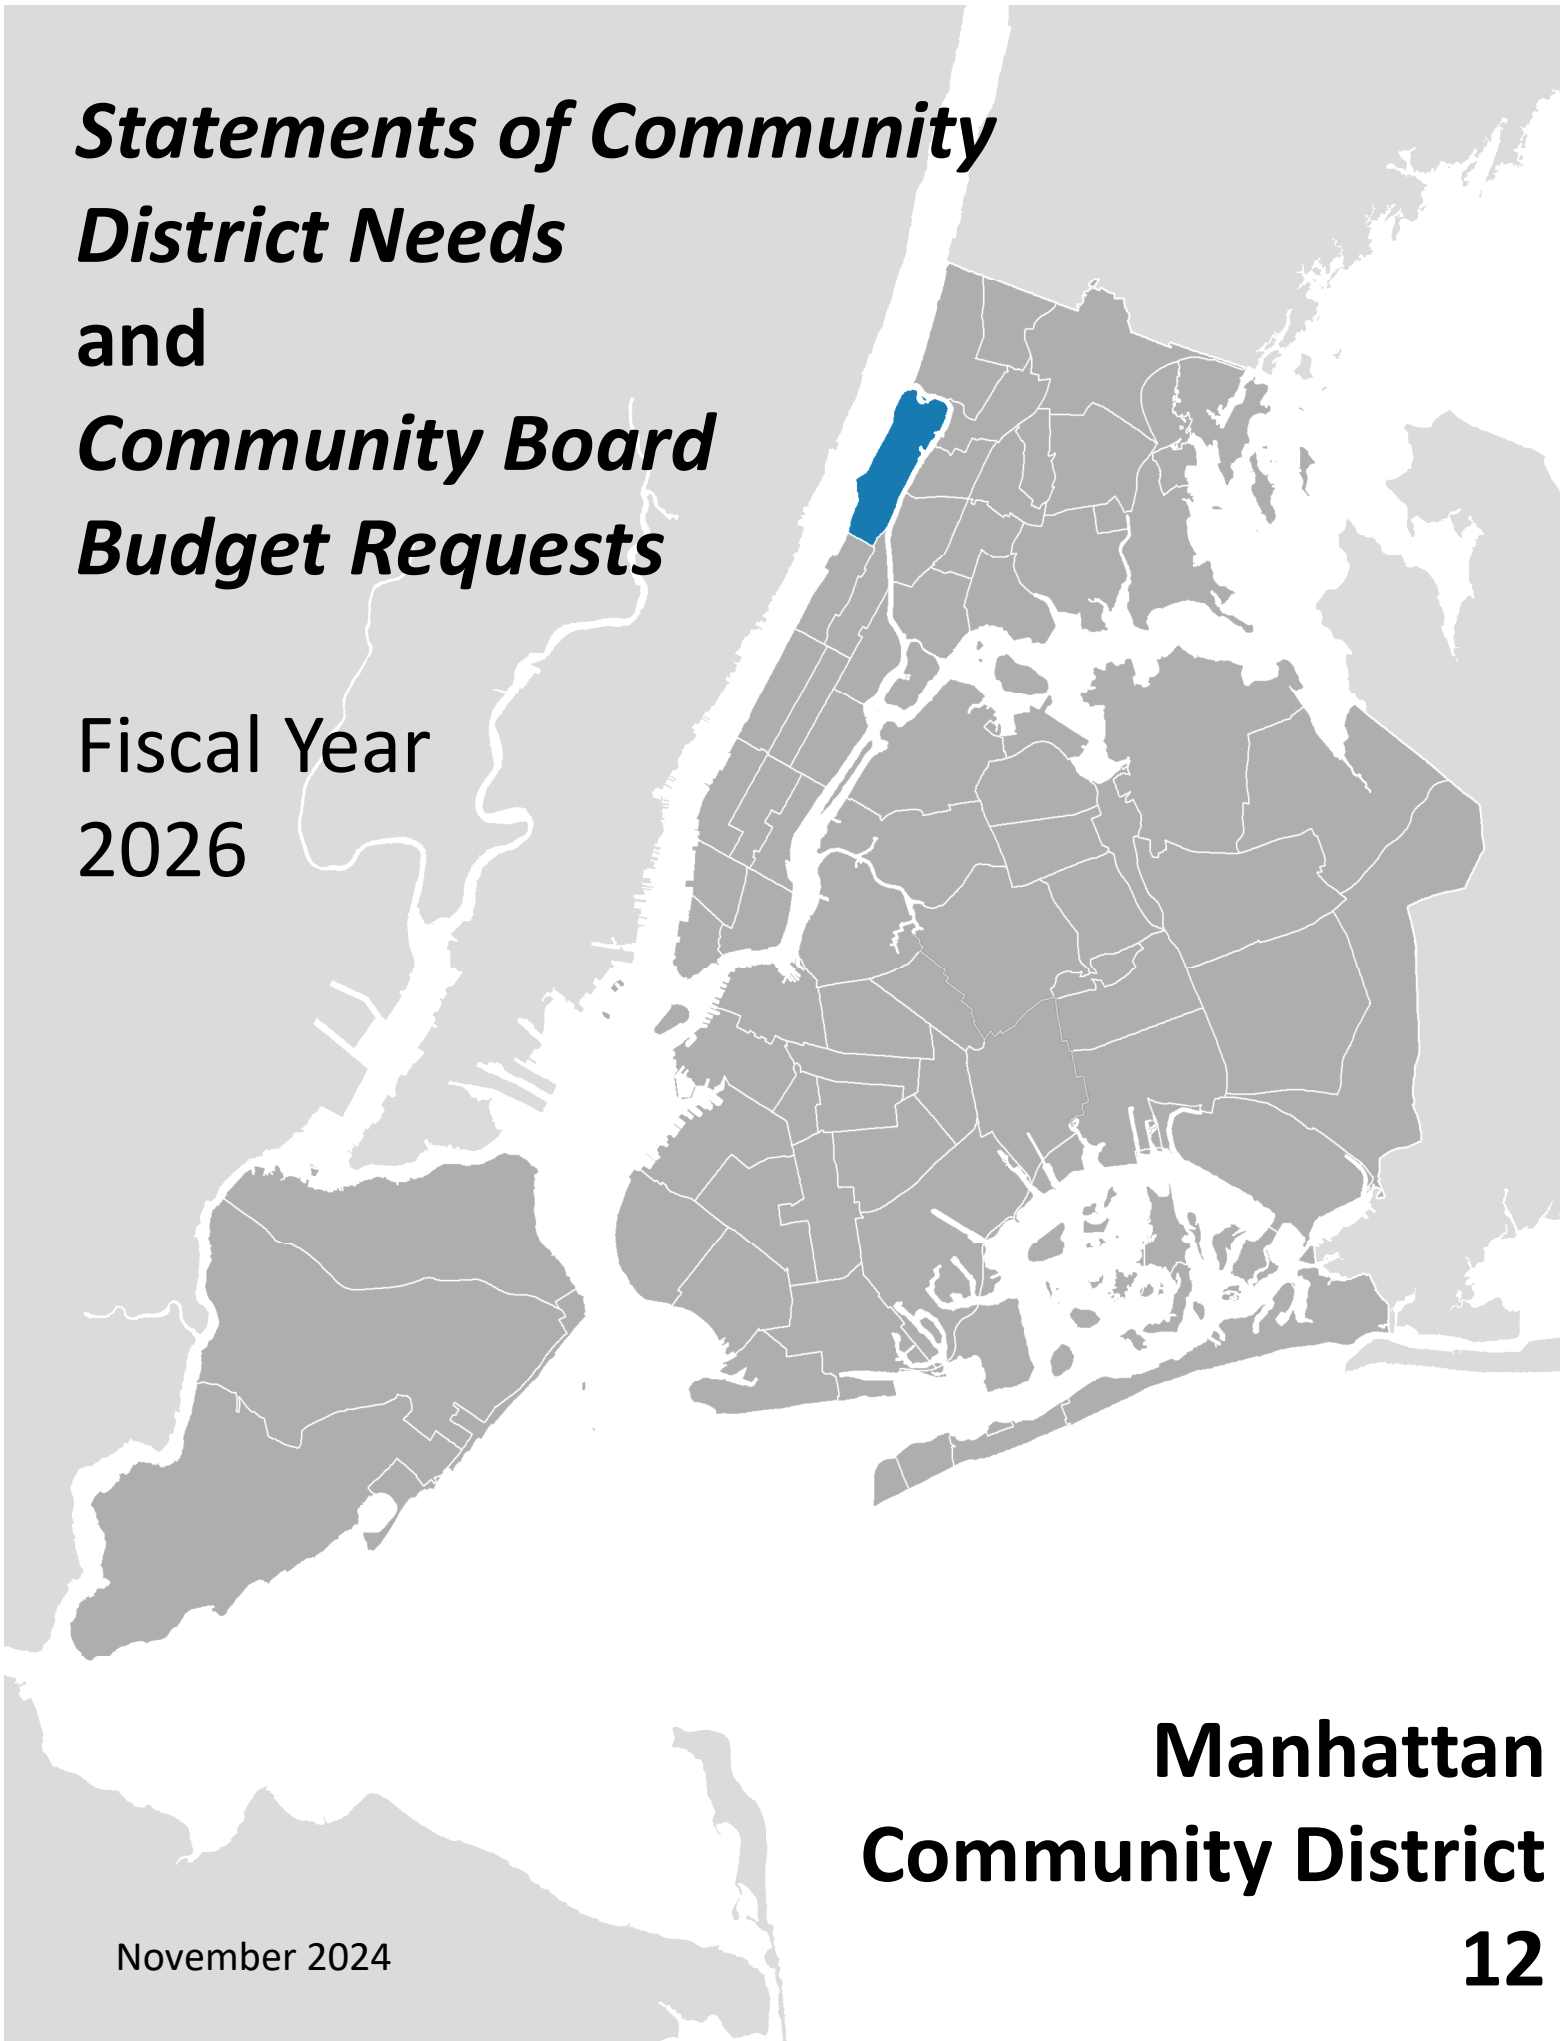 Statements of Community
District Needs
and
Community Board
Budget Requests
Fiscal Year
2026
Manhattan
Community District
12
November 2024